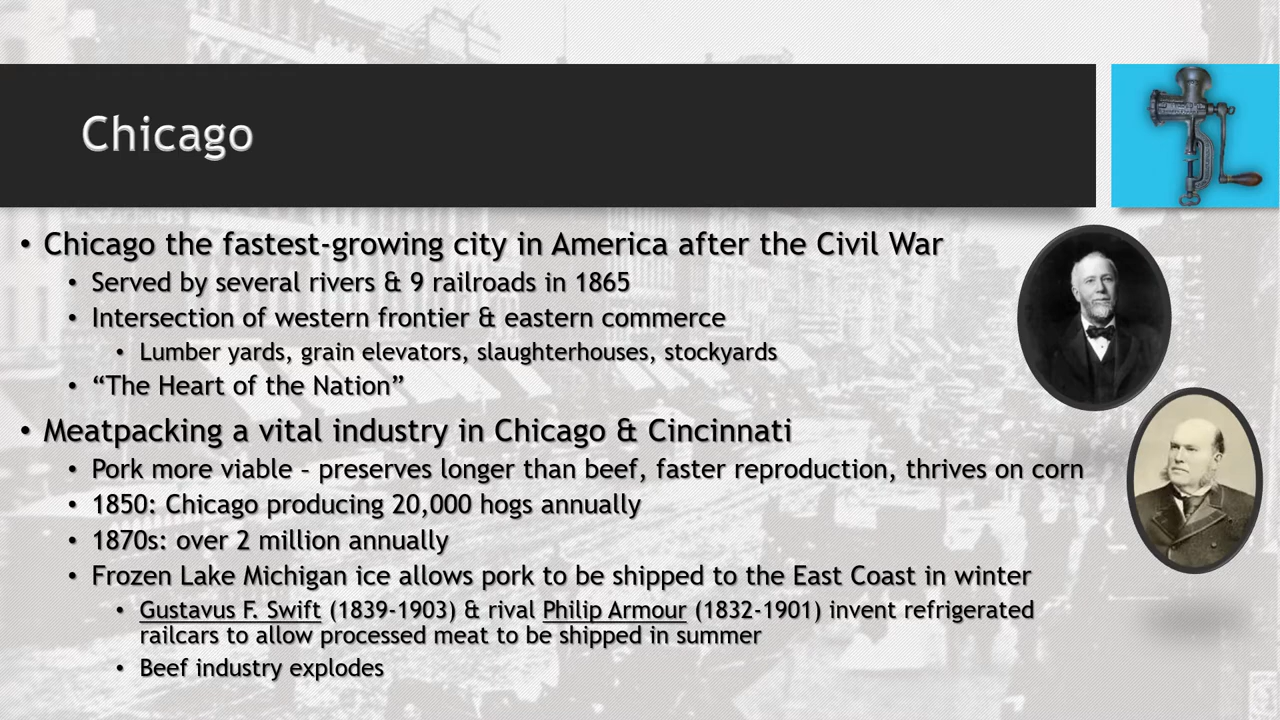 Chicago
• Chicago the fastest-growing city in America after the Civil War
• Served by several rivers & 9 railroads in 1865
• Intersection of western frontier & eastern commerce
• Lumber yards, grain elevators, slaughterhouses, stockyards
• “The Heart of the Nation”
• Meatpacking a vital industry in Chicago & Cincinnati
• Pork more viable – preserves longer than beef, faster reproduction, thrives on corn
• 1850: Chicago producing 20,000 hogs annually
• 1870s: over 2 million annually
• Frozen Lake Michigan ice allows pork to be shipped to the East Coast in winter
• Gustavus F. Swift (1839-1903) & rival Philip Armour (1832-1901) invent refrigerated
railcars to allow processed meat to be shipped in summer
• Beef industry explodes